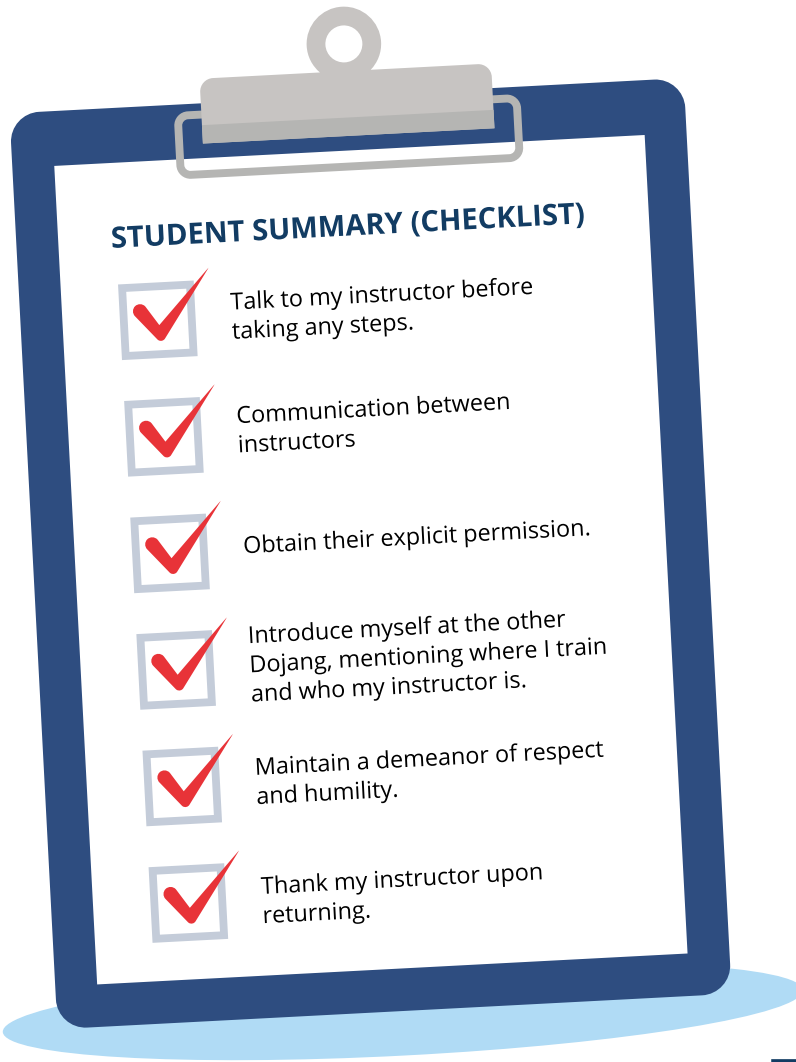 STUDENT SUMMARY (CHECKLIST)
Talk to my instructor before
taking any steps.
Communication between
instructors
Obtain their explicit permission.
Introduce myself at the other
Dojang, mentioning where I train
and who my instructor is.
Maintain a demeanor of respect
and humility.
Thank my instructor upon
returning.